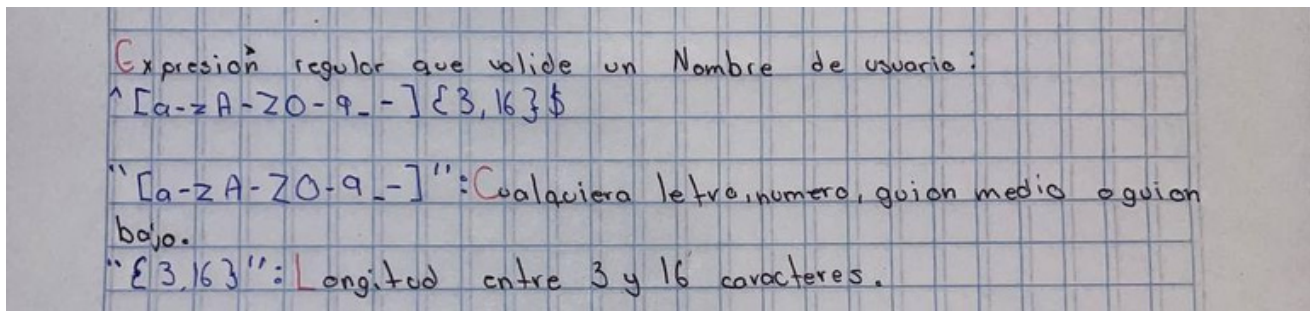 Expresión regular que valide un Nombre de usuario:
^[a-zA-Z0-9_-]{3,16}$
"[a-zA-Z0-9_-]":Cualquiera letra, numero, guion medio o guion
bajo.
"{3,16}": Longitud entre 3 y 16 caracteres.